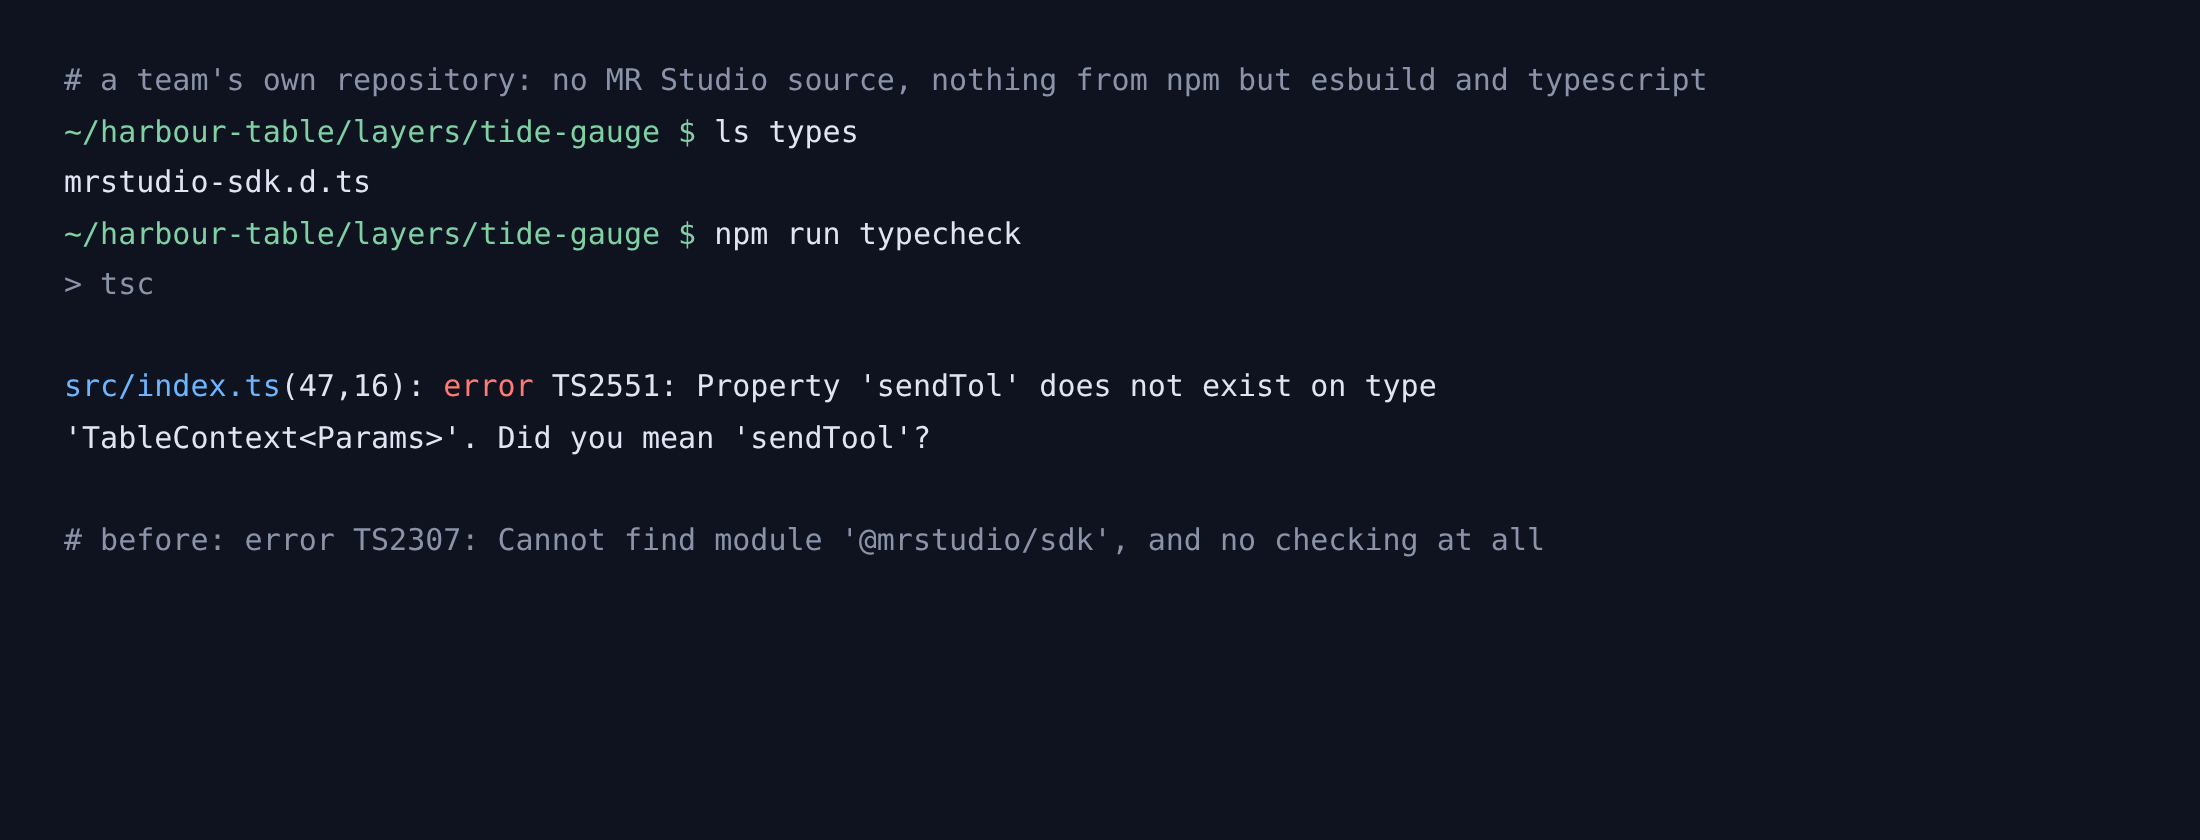 # a team's own repository: no MR Studio source, nothing from npm but esbuild and typescript
~/harbour-table/layers/tide-gauge $ ls types
mrstudio-sdk.d.ts
~/harbour-table/layers/tide-gauge $ npm run typecheck
> tsc
src/index.ts(47,16): error TS2551: Property 'sendTol' does not exist on type
'TableContext<Params>'. Did you mean 'sendTool'?
# before: error TS2307: Cannot find module '@mrstudio/sdk', and no checking at all